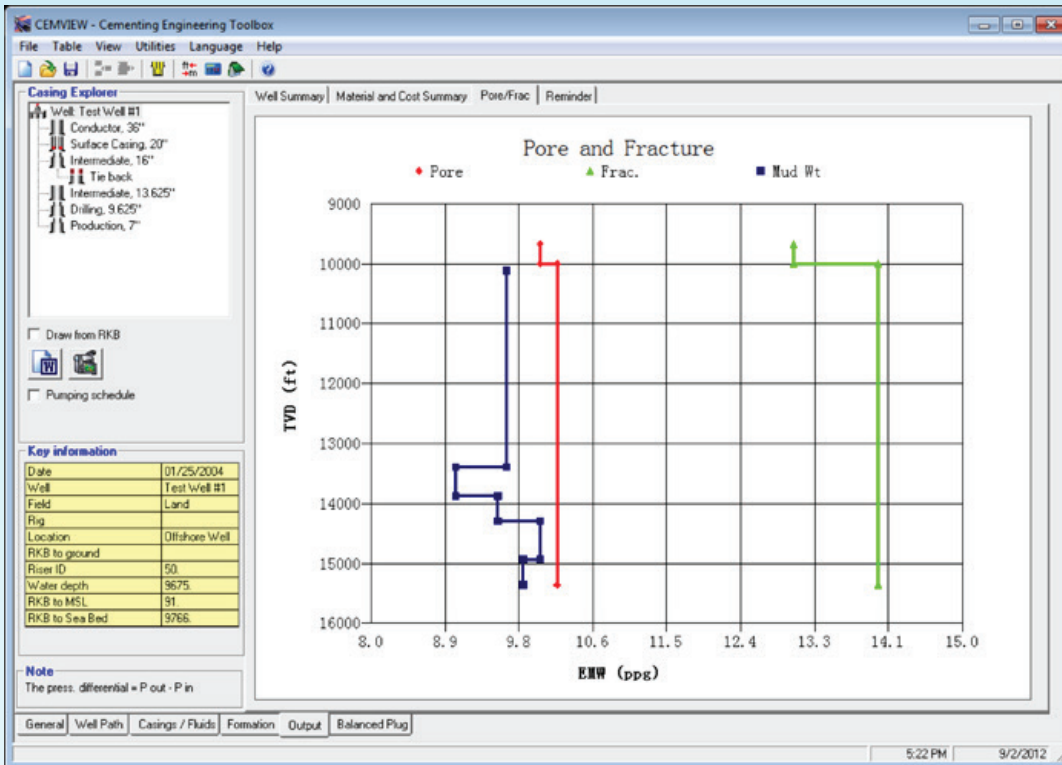 CEMVIEW - Cementing Engineering Toolbox
File Table View Utilities Language Help
Casing Explorer
Well: Test Well #1
Conductor, 36"
Surface Casing, 20"
Intermediate, 16"
Tie back
Intermediate, 13.625"
Drilling, 9.625"
Production, 7"
Draw from RKB
W
Pumping schedule
Key information
Date 01/25/2004
Well Test Well #1
Field Land
Rig
Location Offshore Well
RKB to ground
Riser ID 50.
Water depth 9675.
RKB to MSL 91.
RKB to Sea Bed 9766.
Note
The press. differential = P out - P in
Well Summary Material and Cost Summary Pore/Frac Reminder
Pore and Fracture
Pore Frac. Mud Wt
9000
10000
11000
12000
13000
14000
15000
16000
TVD (ft)
8.0 8.9 9.8 10.6 11.5 12.4 13.3 14.1 15.0
EMW (ppg)
General Well Path Casings / Fluids Formation Output Balanced Plug
5:22 PM 9/2/2012